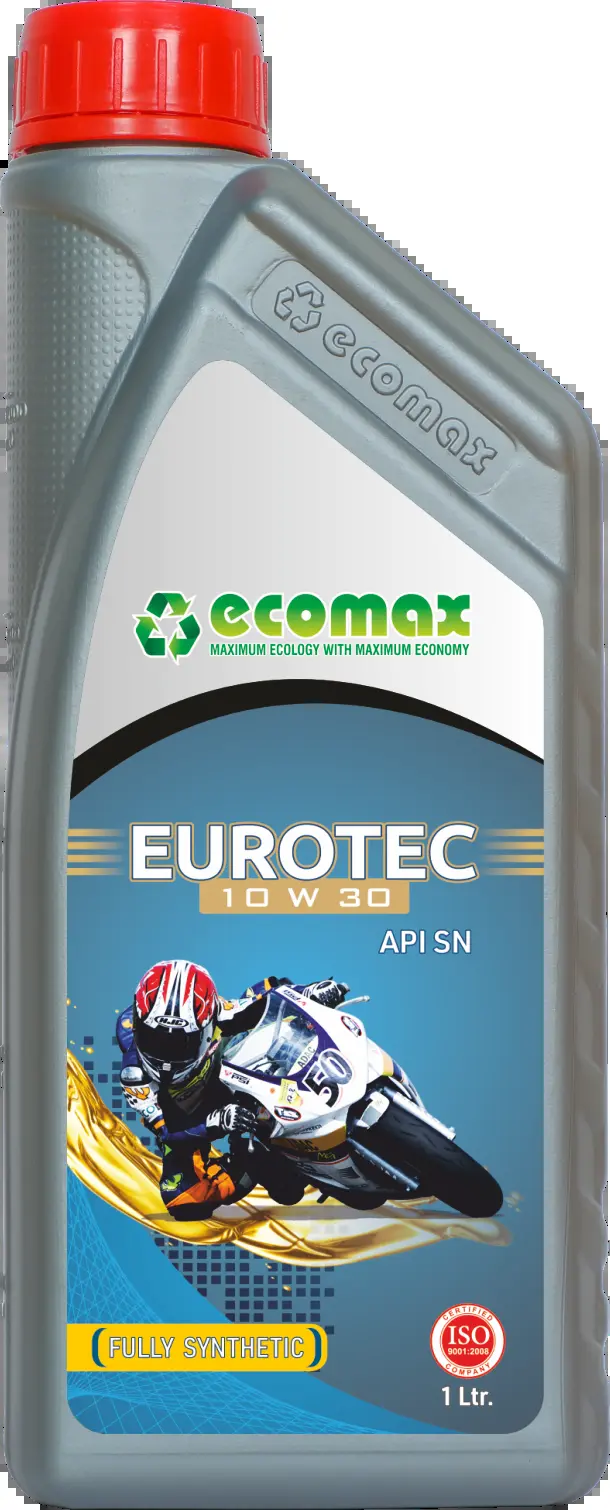 ecomax
ecomax
MAXIMUM ECOLOGY WITH MAXIMUM ECONOMY
EUROTEC
10 W 30
API SN
HJC
50
FULLY SYNTHETIC
CERTIFIED
ISO
9001:2008
COMPANY
1 Ltr.